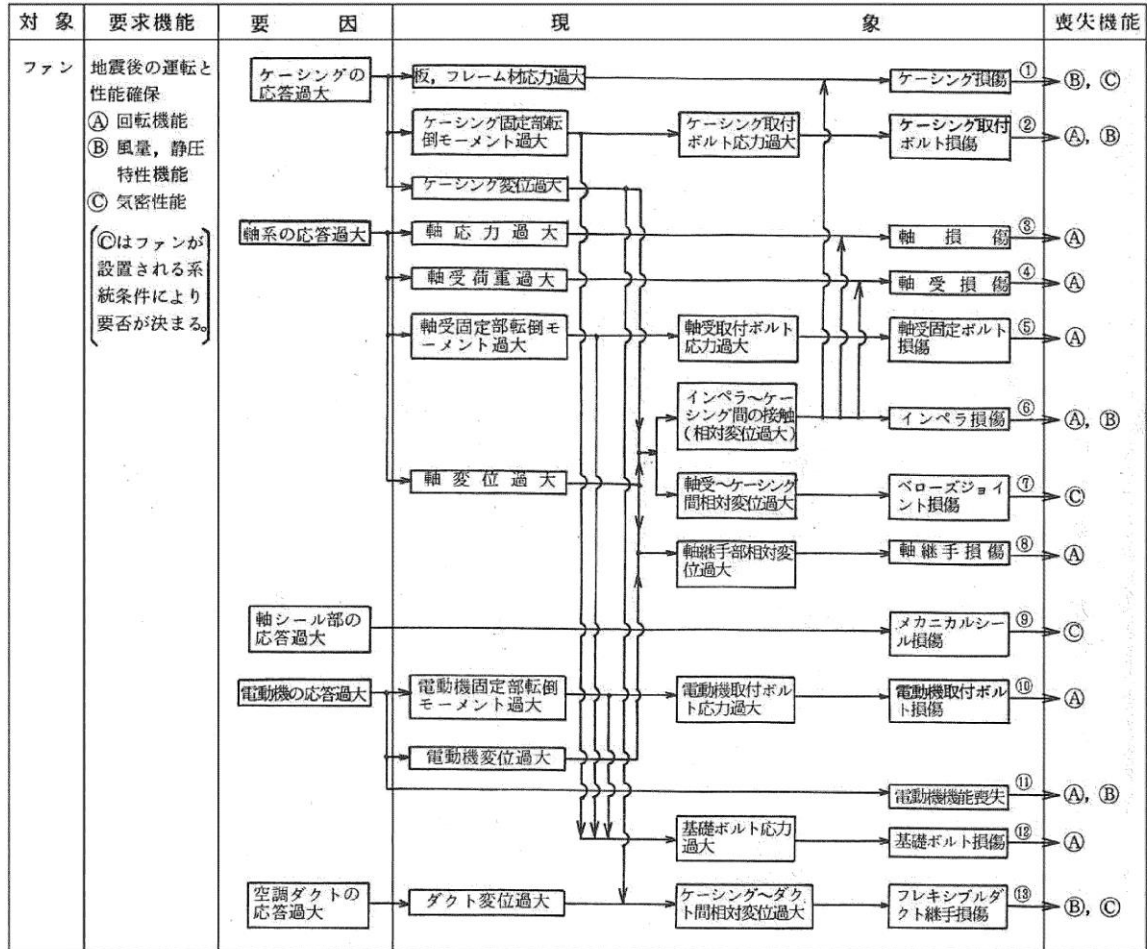 対象
要求機能
要因
現象
喪失機能
ファン
地震後の運転と
性能確保
Ⓐ 回転機能
Ⓑ 風量，静圧
特性機能
Ⓒ 気密性能
Ⓒはファンが
設置される系
統条件により
要否が決まる。
ケーシングの
応答過大
板，フレーム材応力過大
ケーシング損傷
①
Ⓑ, Ⓒ
ケーシング固定部転
倒モーメント過大
ケーシング取付
ボルト応力過大
ケーシング取付
ボルト損傷
②
Ⓐ, Ⓑ
ケーシング変位過大
軸系の応答過大
軸応力過大
軸損傷
③
Ⓐ
軸受荷重過大
軸受損傷
④
Ⓐ
軸受固定部転倒モ
ーメント過大
軸受取付ボルト
応力過大
軸受固定ボルト
損傷
⑤
Ⓐ
インペラ～ケー
シング間の接触
(相対変位過大)
インペラ損傷
⑥
Ⓐ, Ⓑ
軸変位過大
軸受～ケーシング
間相対変位過大
ベローズジョイ
ント損傷
⑦
Ⓒ
軸継手部相対変
位過大
軸継手損傷
⑧
Ⓐ
軸シール部の
応答過大
メカニカルシー
ル損傷
⑨
Ⓒ
電動機の応答過大
電動機固定部転倒
モーメント過大
電動機取付ボル
ト応力過大
電動機取付ボル
ト損傷
⑩
Ⓐ
電動機変位過大
電動機機能喪失
⑪
Ⓐ, Ⓑ
基礎ボルト応力
過大
基礎ボルト損傷
⑫
Ⓐ
空調ダクトの
応答過大
ダクト変位過大
ケーシング～ダク
ト間相対変位過大
フレキシブルダ
クト継手損傷
⑬
Ⓑ, Ⓒ